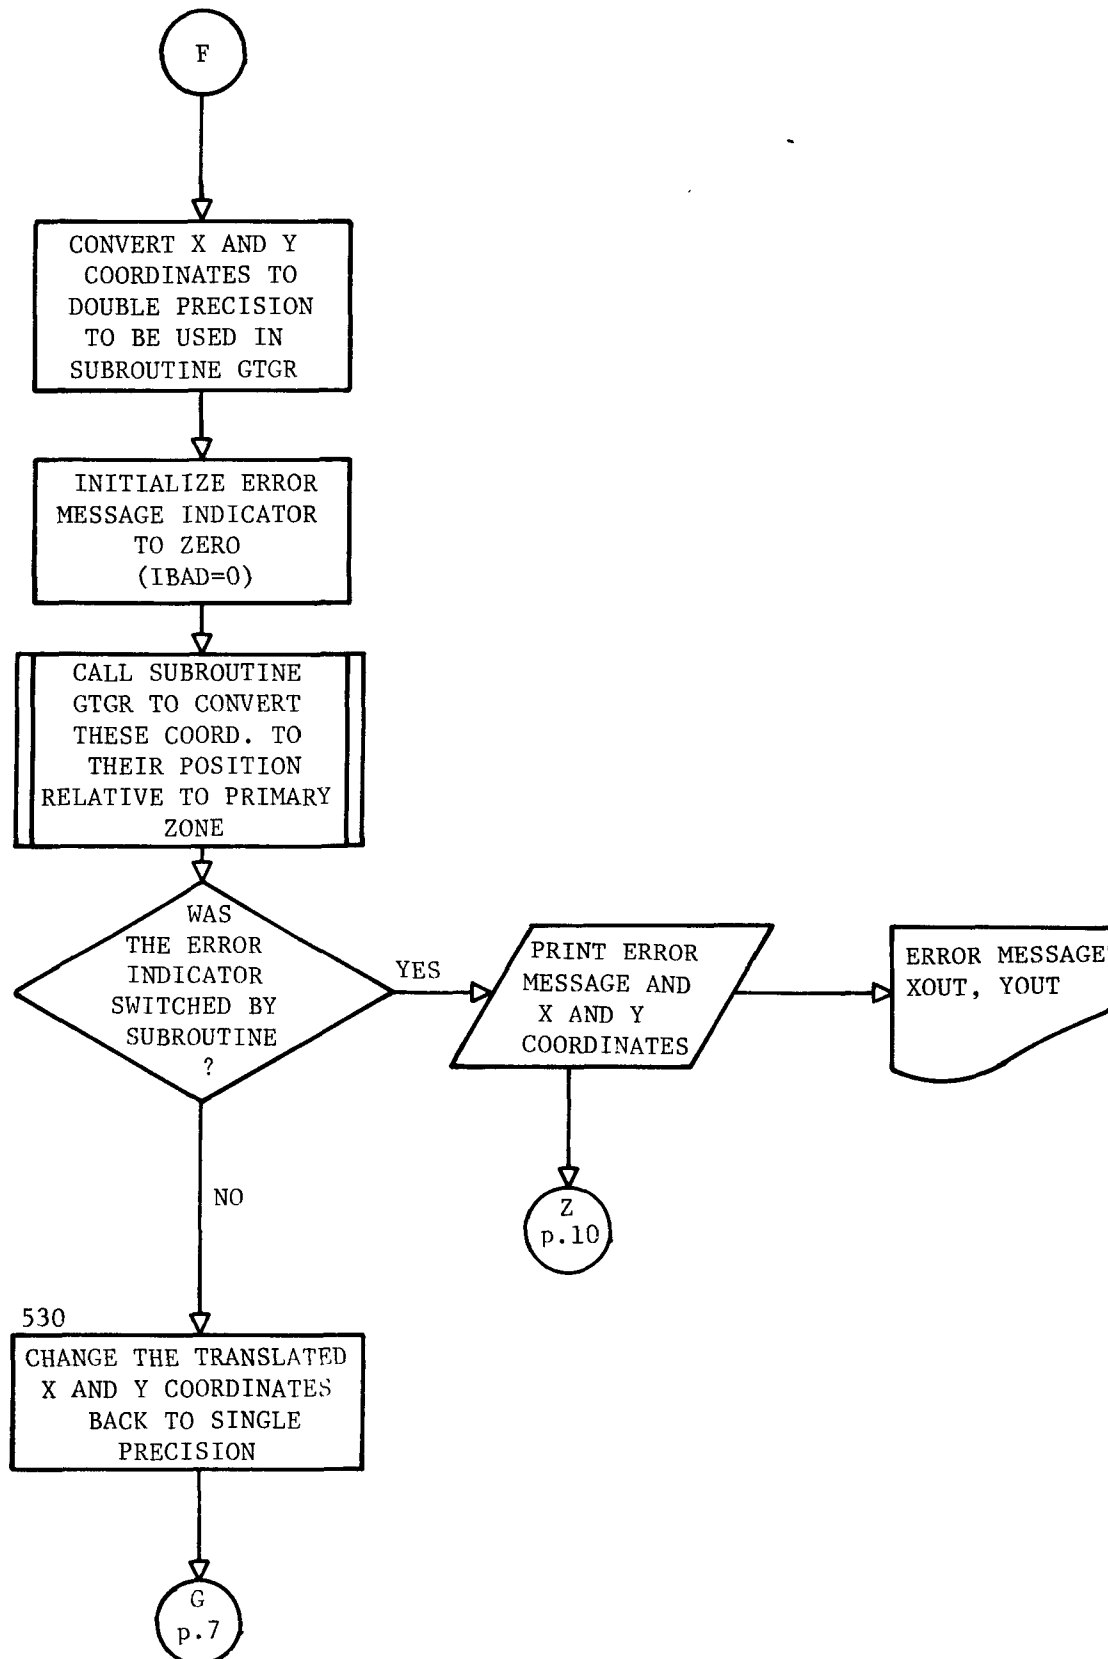 F
CONVERT X AND Y
COORDINATES TO
DOUBLE PRECISION
TO BE USED IN
SUBROUTINE GTGR
INITIALIZE ERROR
MESSAGE INDICATOR
TO ZERO
(IBAD=0)
CALL SUBROUTINE
GTGR TO CONVERT
THESE COORD. TO
THEIR POSITION
RELATIVE TO PRIMARY
ZONE
WAS
THE ERROR
INDICATOR
SWITCHED BY
SUBROUTINE
?
YES
PRINT ERROR
MESSAGE AND
X AND Y
COORDINATES
ERROR MESSAGE
XOUT, YOUT
Z
p.10
NO
530
CHANGE THE TRANSLATED
X AND Y COORDINATES
BACK TO SINGLE
PRECISION
G
p.7